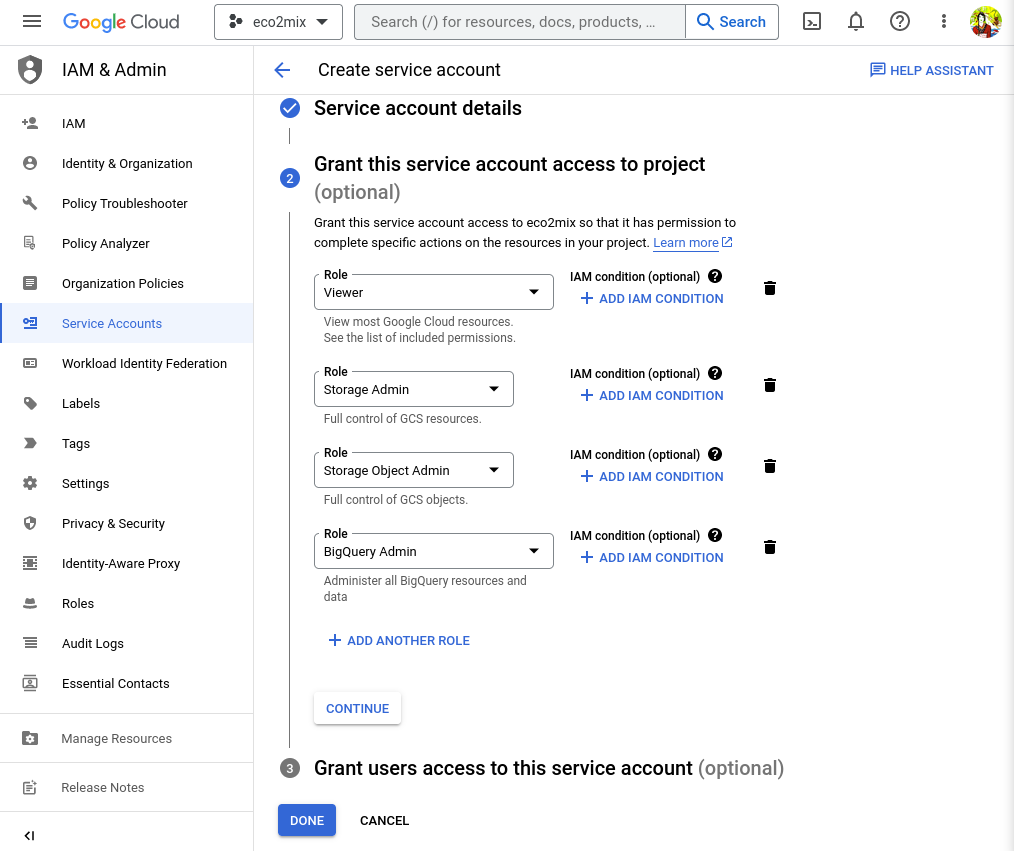 Google Cloud
eco2mix
Search (/) for resources, docs, products, …
Search
IAM & Admin
Create service account
HELP ASSISTANT
IAM
Identity & Organization
Policy Troubleshooter
Policy Analyzer
Organization Policies
Service Accounts
Workload Identity Federation
Labels
Tags
Settings
Privacy & Security
Identity-Aware Proxy
Roles
Audit Logs
Essential Contacts
Manage Resources
Release Notes
Service account details
2
Grant this service account access to project
(optional)
Grant this service account access to eco2mix so that it has permission to
complete specific actions on the resources in your project. Learn more
Role
IAM condition (optional) ?
Viewer
ADD IAM CONDITION
View most Google Cloud resources.
See the list of included permissions.
Role
IAM condition (optional) ?
Storage Admin
ADD IAM CONDITION
Full control of GCS resources.
Role
IAM condition (optional) ?
Storage Object Admin
ADD IAM CONDITION
Full control of GCS objects.
Role
IAM condition (optional) ?
BigQuery Admin
ADD IAM CONDITION
Administer all BigQuery resources and
data
ADD ANOTHER ROLE
CONTINUE
3 Grant users access to this service account (optional)
DONE
CANCEL